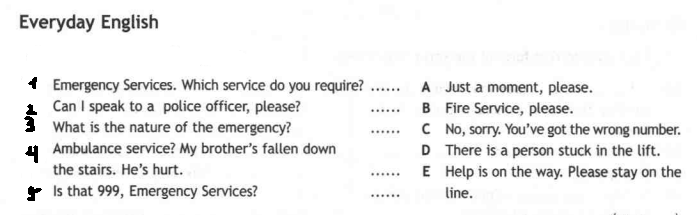 Everyday English
1 Emergency Services. Which service do you require? ...... A Just a moment, please.
2 Can I speak to a police officer, please? ...... B Fire Service, please.
3 What is the nature of the emergency? ...... C No, sorry. You've got the wrong number.
4 Ambulance service? My brother's fallen down D There is a person stuck in the lift.
the stairs. He's hurt. ...... E Help is on the way. Please stay on the
5 Is that 999, Emergency Services? ...... line.